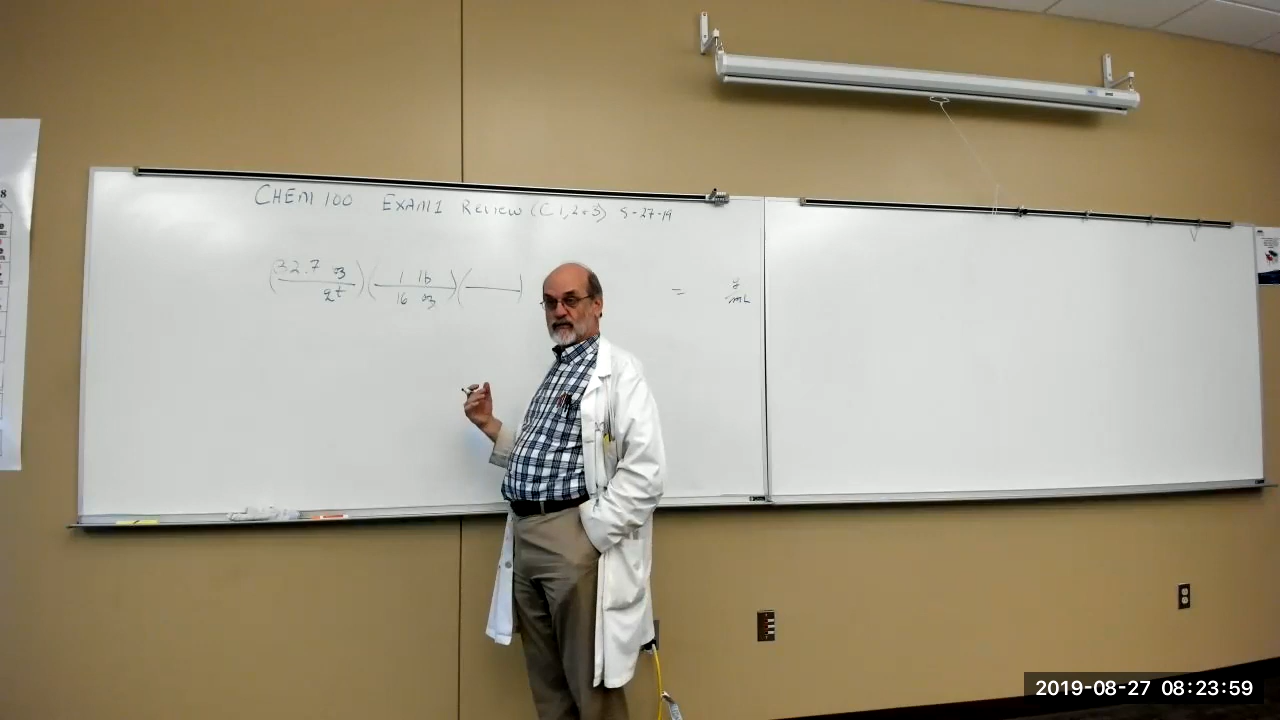 CHEM 100 EXAM 1 Review (C 1, 2 + 3) 8-27-19
(32.7 oz / qt) (1 lb / 16 oz) ( ) = g / mL
8
2019-08-27 08:23:59